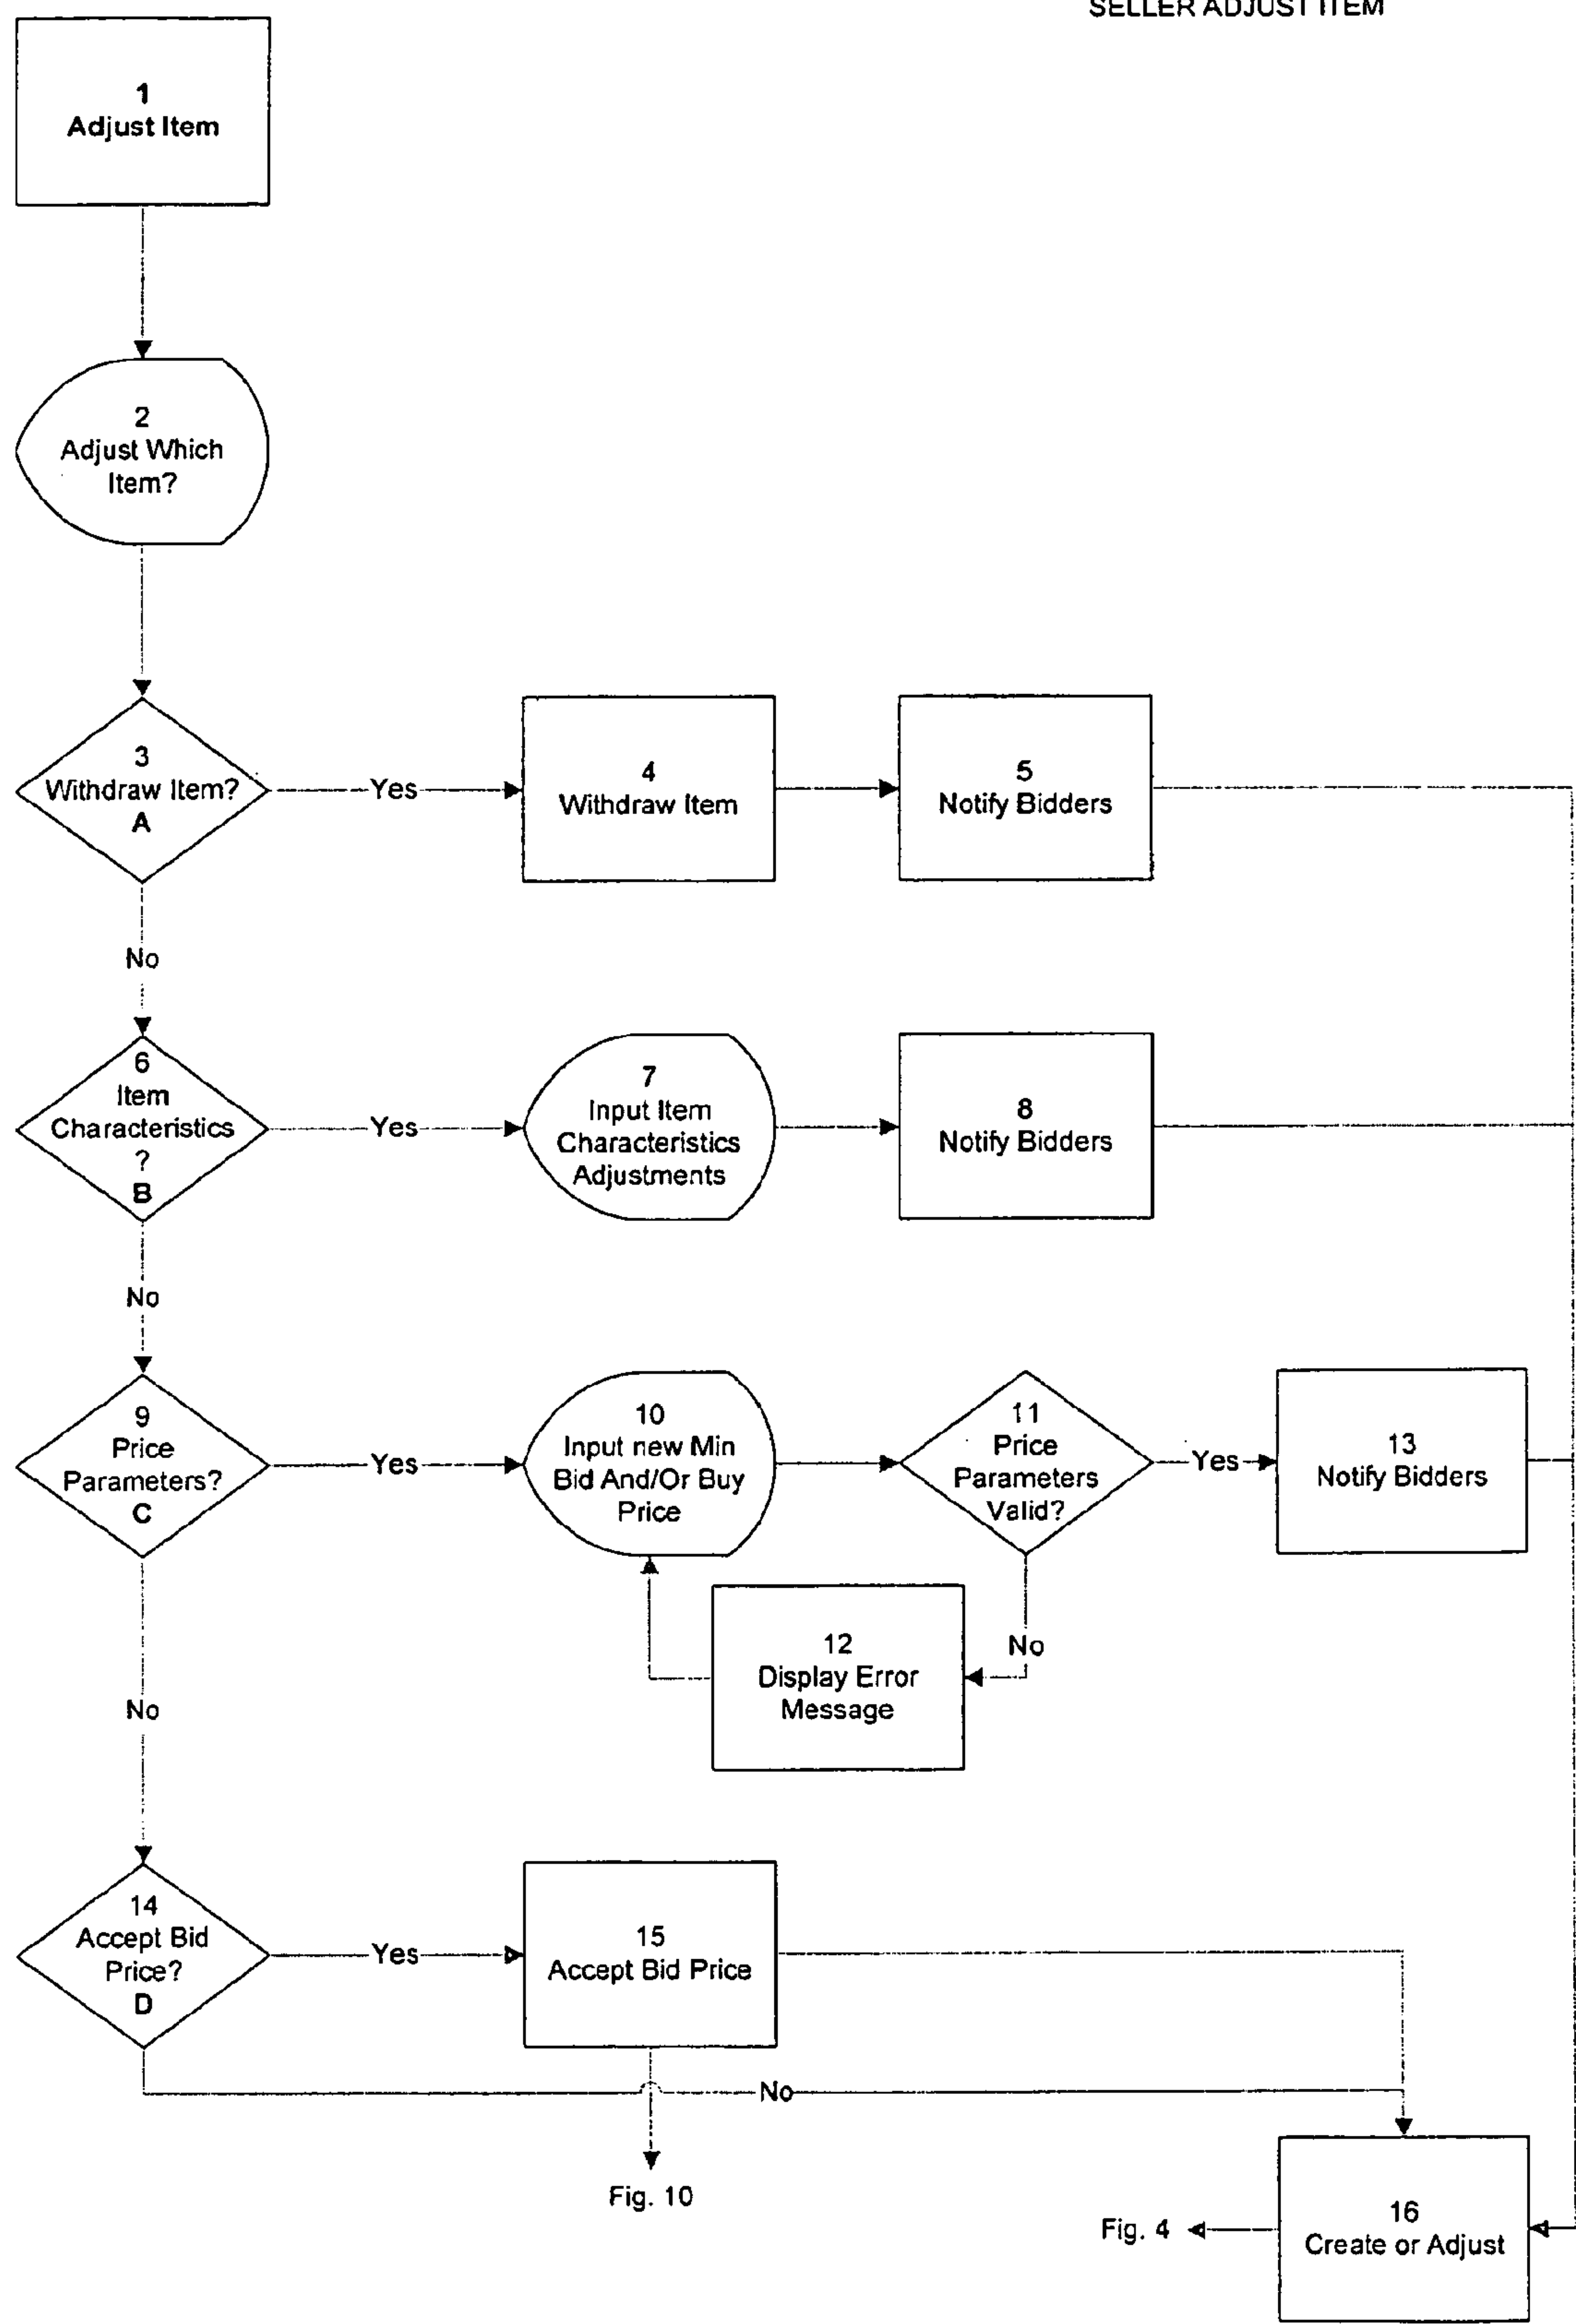 SELLER ADJUST ITEM
1
Adjust Item
2
Adjust Which
Item?
3
Withdraw Item?
A
Yes
4
Withdraw Item
5
Notify Bidders
No
6
Item
Characteristics
?
B
Yes
7
Input Item
Characteristics
Adjustments
8
Notify Bidders
No
9
Price
Parameters?
C
Yes
10
Input new Min
Bid And/Or Buy
Price
11
Price
Parameters
Valid?
Yes
13
Notify Bidders
No
12
Display Error
Message
No
14
Accept Bid
Price?
D
Yes
15
Accept Bid Price
No
Fig. 10
16
Create or Adjust
Fig. 4